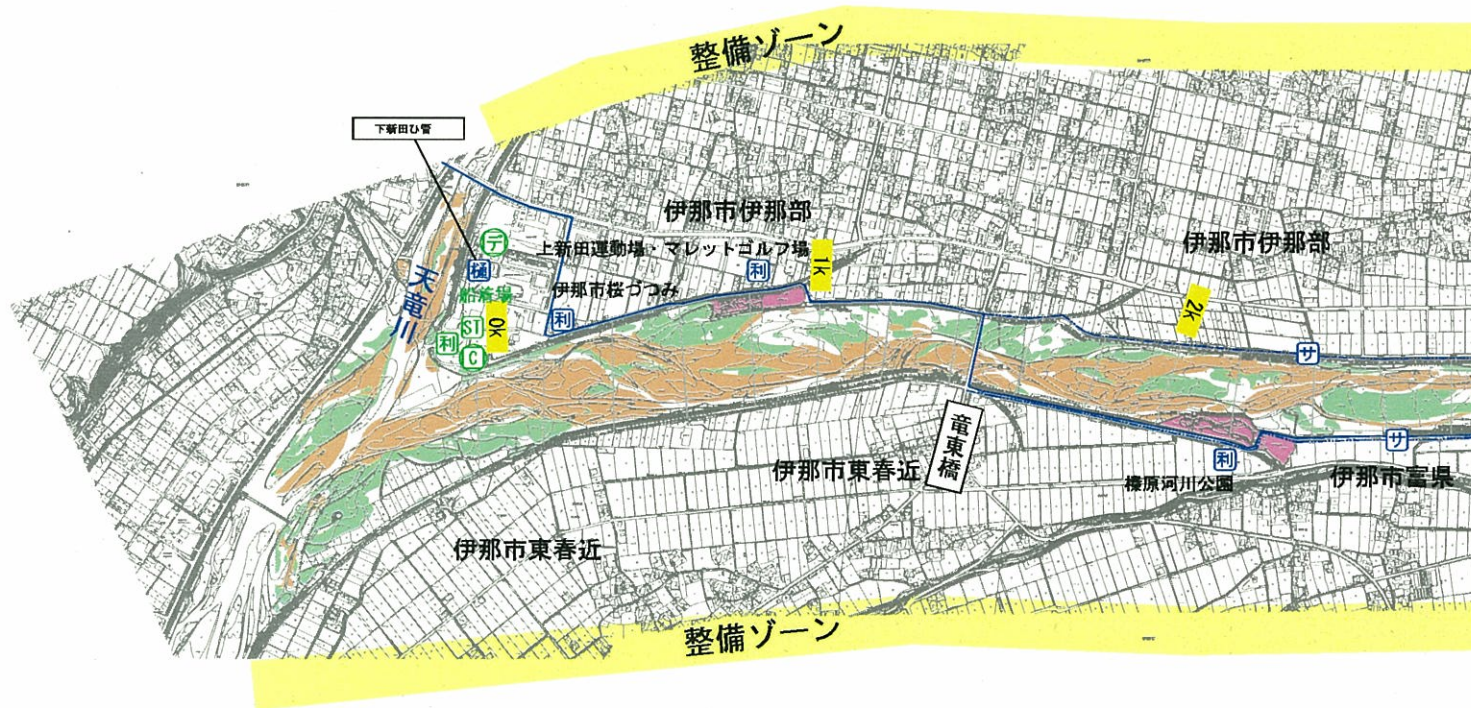 整備ゾーン
下新田ひ管
伊那市伊那部
伊那市伊那部
デ
上新田運動場・マレットゴルフ場
1k
天竜川
樋
利
伊那市桜づつみ
船着場
2k
利
ST
0k
利
C
サ
竜東橋
サ
伊那市東春近
利
榛原河川公園
伊那市富県
伊那市東春近
整備ゾーン